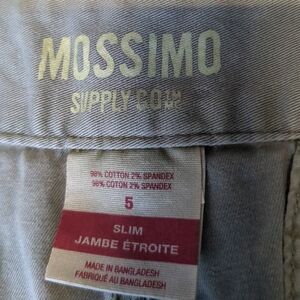 MOSSIMO
SUPPLY CO
98% COTTON 2% SPANDEX
98% COTON 2% SPANDEX
5
SLIM
JAMBE ÉTROITE
MADE IN BANGLADESH
FABRIQUÉ AU BANGLADESH